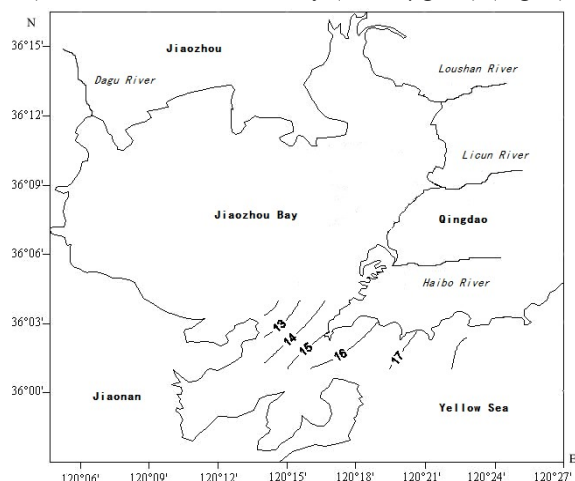 N
36°15'
Jiaozhou
Loushan River
Dagu River
36°12'
Licun River
36°09'
Jiaozhou Bay
Qingdao
36°06'
Haibo River
36°03'
13
14
15
16
17
36°00'
Jiaonan
Yellow Sea
E
120°06' 120°09' 120°12' 120°15' 120°18' 120°21' 120°24' 120°27'